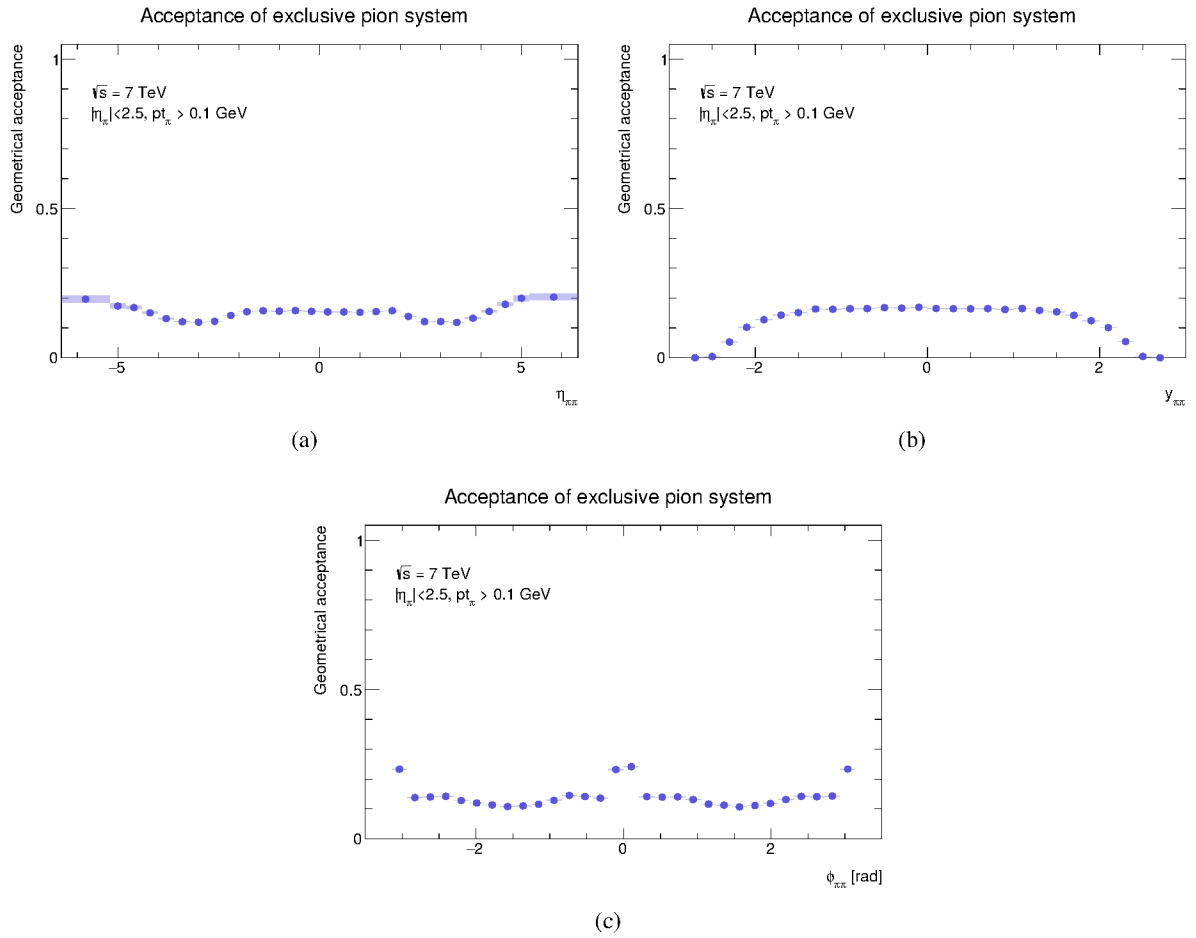 Acceptance of exclusive pion system
Geometrical acceptance
1
0.5
0
√s = 7 TeV
|η_π|<2.5, pt_π > 0.1 GeV
−5 0 5
η_ππ
(a)
Acceptance of exclusive pion system
Geometrical acceptance
1
0.5
0
√s = 7 TeV
|η_π|<2.5, pt_π > 0.1 GeV
−2 0 2
y_ππ
(b)
Acceptance of exclusive pion system
Geometrical acceptance
1
0.5
0
√s = 7 TeV
|η_π|<2.5, pt_π > 0.1 GeV
−2 0 2
ϕ_ππ [rad]
(c)